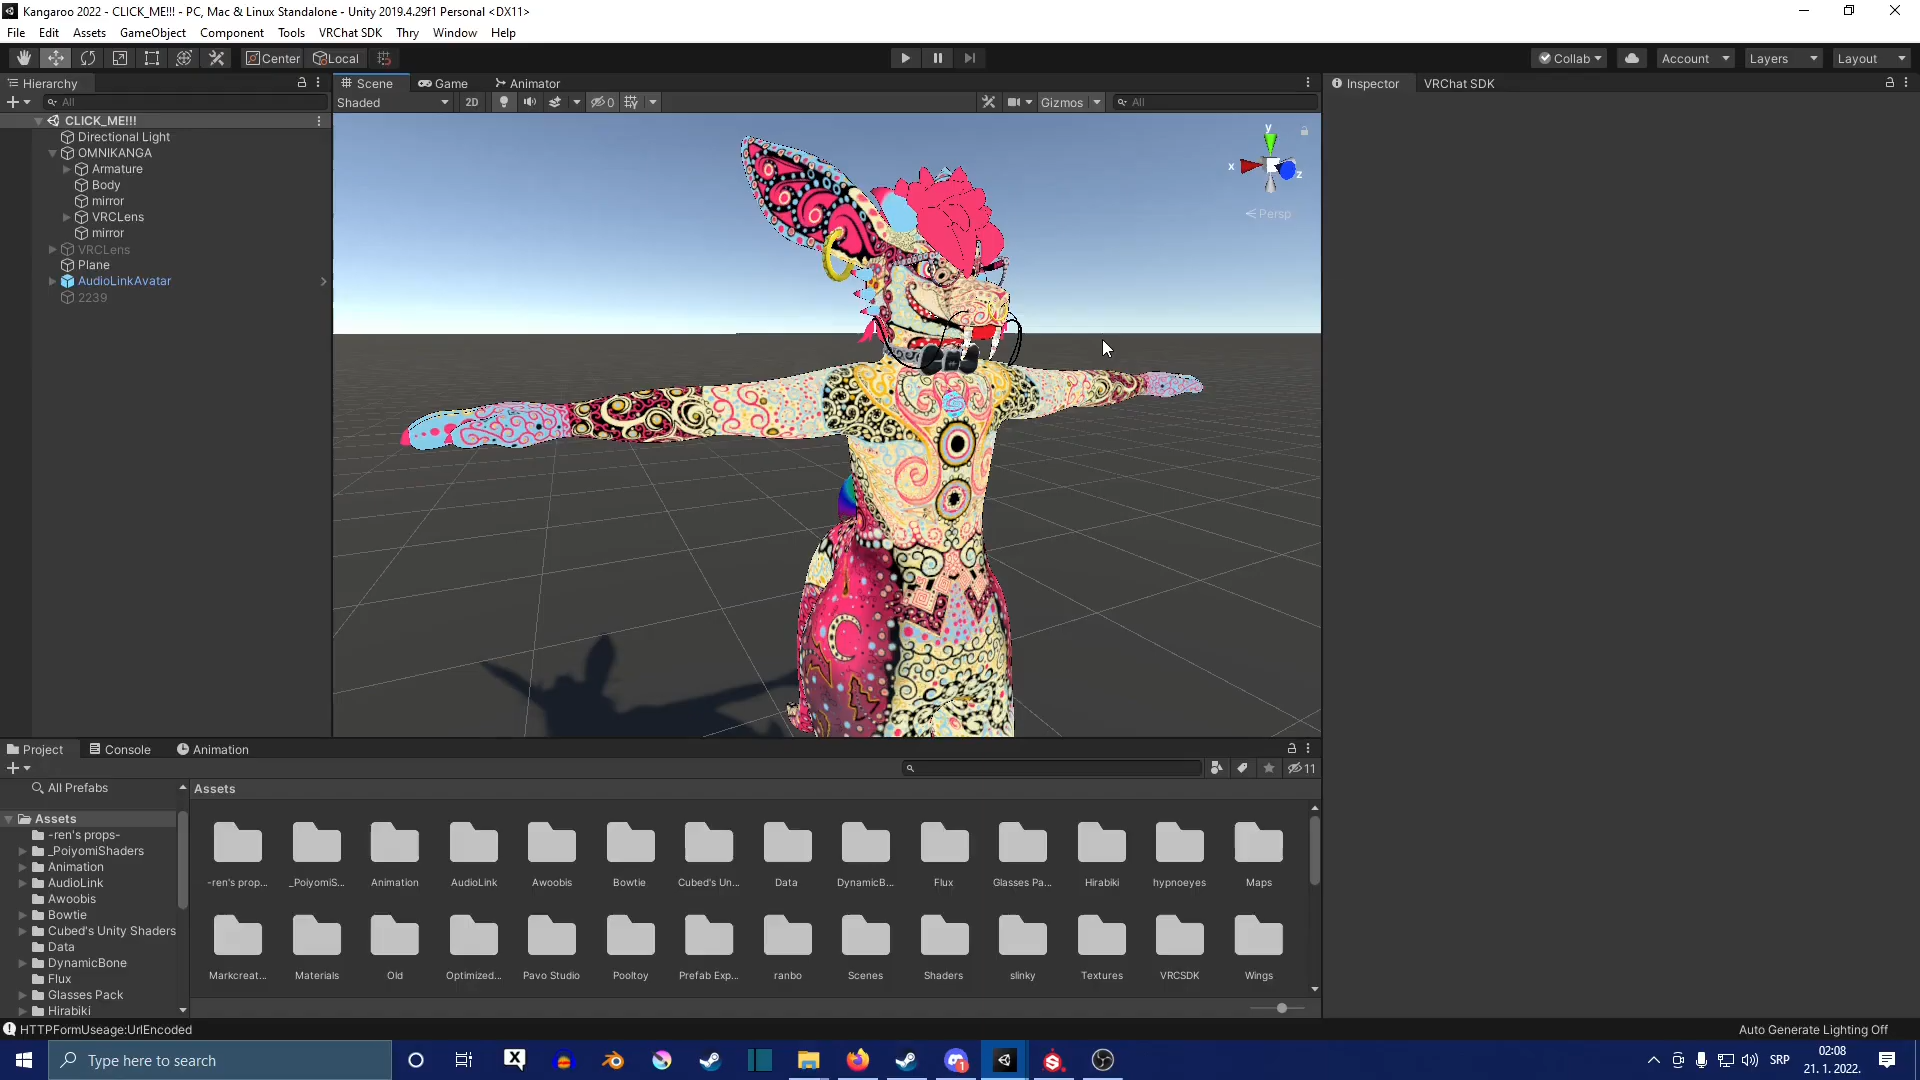 Kangaroo 2022 - CLICK_ME!!! - PC, Mac & Linux Standalone - Unity 2019.4.29f1 Personal <DX11>
File Edit Assets GameObject Component Tools VRChat SDK Thry Window Help
Center Local Collab Account Layers Layout
Hierarchy
All
CLICK_ME!!!
Directional Light
OMNIKANGA
Armature
Body
mirror
VRCLens
mirror
VRCLens
Plane
AudioLinkAvatar
2239
Scene Game Animator
Shaded 2D 0 Gizmos All
y
x
z
Persp
Inspector VRChat SDK
Project Console Animation
11
All Prefabs
Assets
-ren's props-
_PoiyomiShaders
Animation
AudioLink
Awoobis
Bowtie
Cubed's Unity Shaders
Data
DynamicBone
Flux
Glasses Pack
Hirabiki
Assets
-ren's prop... _PoiyomiS... Animation AudioLink Awoobis Bowtie Cubed's Un... Data DynamicB... Flux Glasses Pa... Hirabiki hypnoeyes Maps
Markcreat... Materials Old Optimized... Pavo Studio Pooltoy Prefab Exp... ranbo Scenes Shaders slinky Textures VRCSDK Wings
HTTPFormUseage:UrlEncoded
Auto Generate Lighting Off
Type here to search
X
1
SRP
02:08
21. 1. 2022.